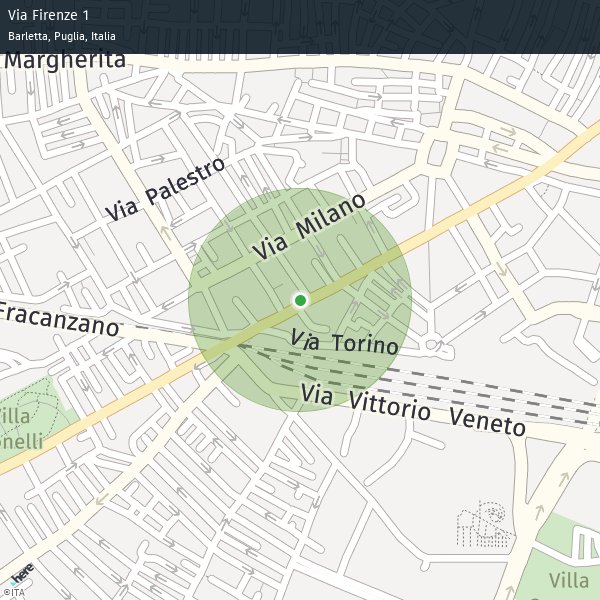 Via Firenze 1
Barletta, Puglia, Italia
Margherita
Via Palestro
Via Milano
Fracanzano
Via Torino
Via Vittorio Veneto
Villa
onelli
Villa
here
©ITA